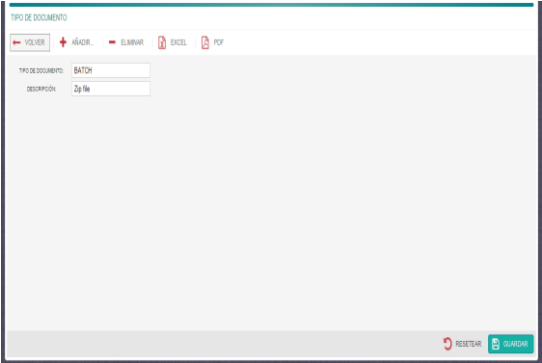 TIPO DE DOCUMENTO
VOLVER AÑADIR... ELIMINAR EXCEL PDF
TIPO DE DOCUMENTO: BATCH
DESCRIPCIÓN: Zip file
RESETEAR GUARDAR